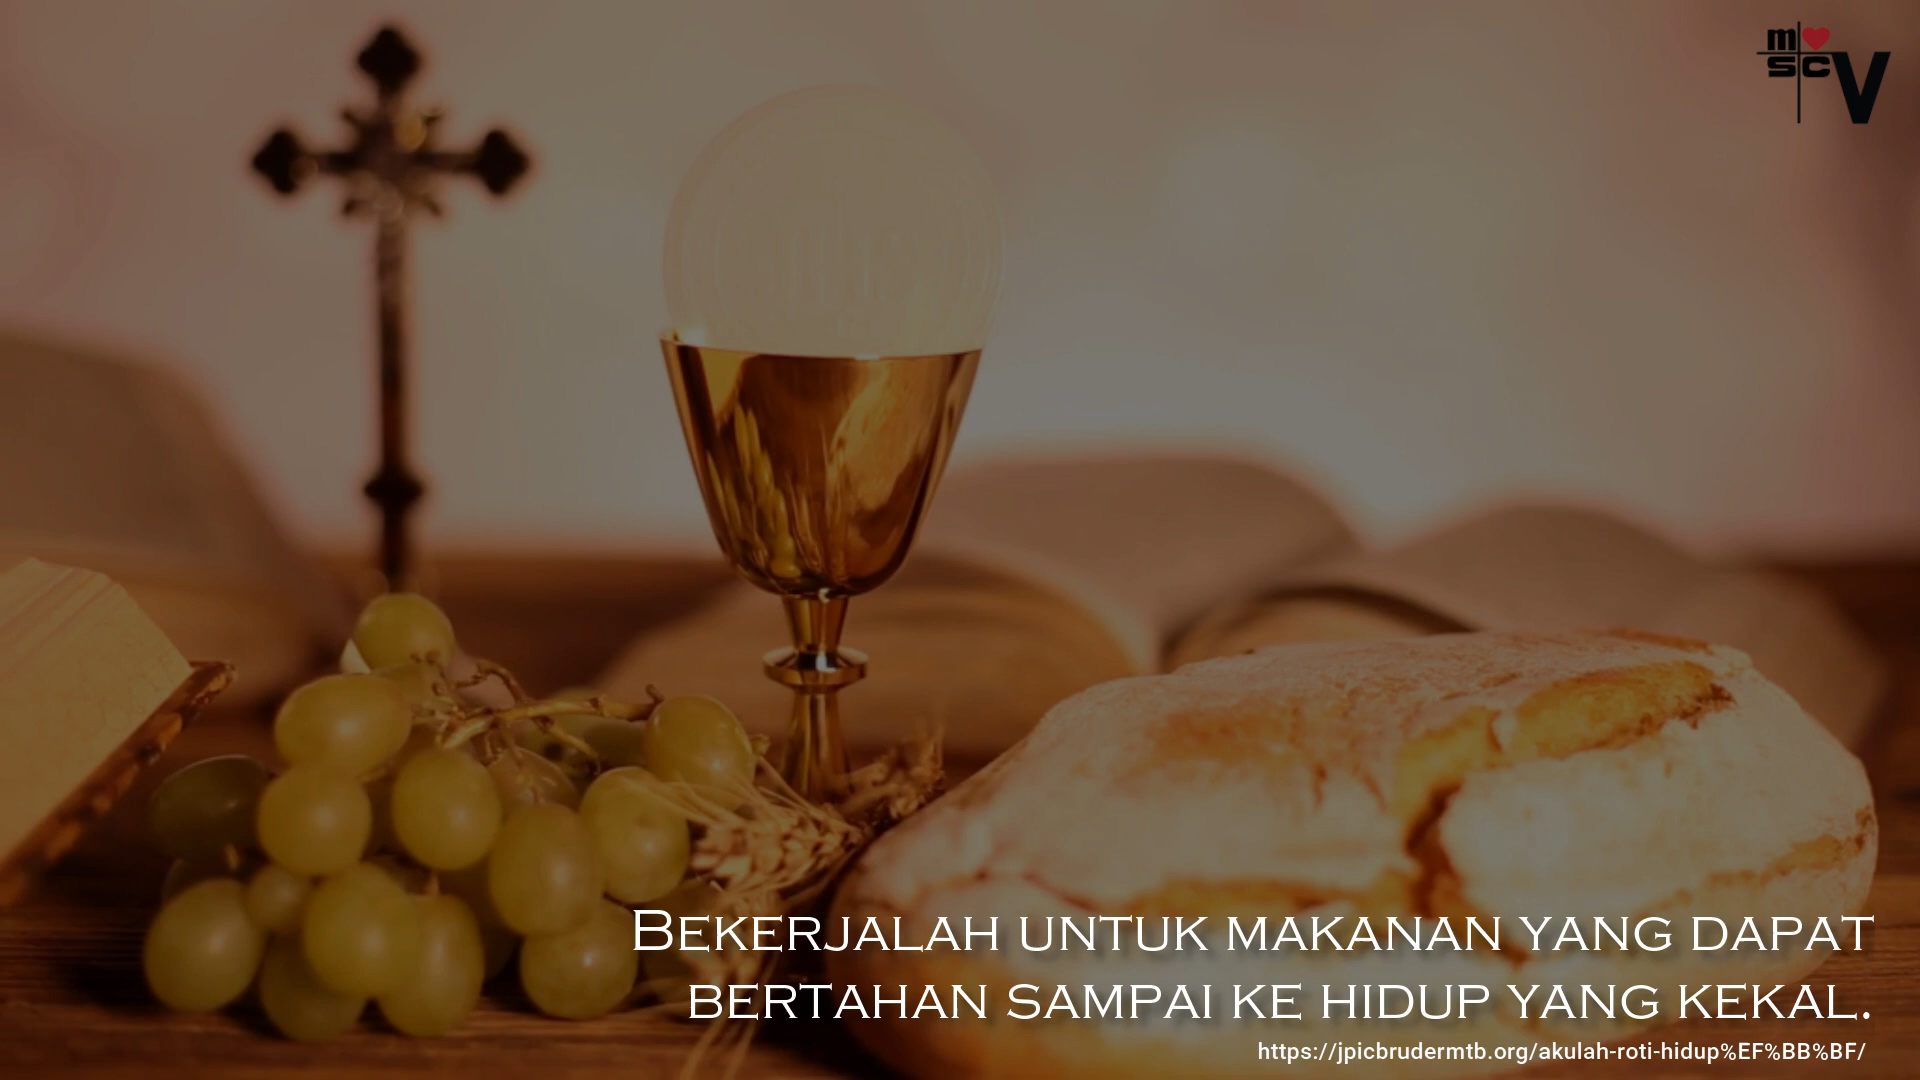 m
sc V
Bekerjalah untuk makanan yang dapat
bertahan sampai ke hidup yang kekal.
https://jpicbrudermtb.org/akulah-roti-hidup%EF%BB%BF/